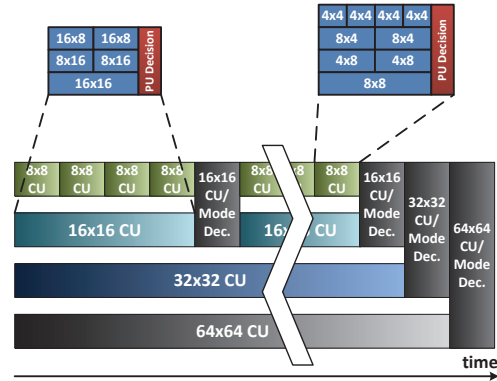 16x8 16x8
8x16 8x16
16x16
PU Decision
4x4 4x4 4x4 4x4
8x4 8x4
4x8 4x8
8x8
PU Decision
8x8 CU
8x8 CU
8x8 CU
8x8 CU
16x16 CU/ Mode Dec.
8x8 CU
8x8 CU
16x16 CU/ Mode Dec.
32x32 CU/ Mode Dec.
64x64 CU/ Mode Dec.
16x16 CU
32x32 CU
64x64 CU
time